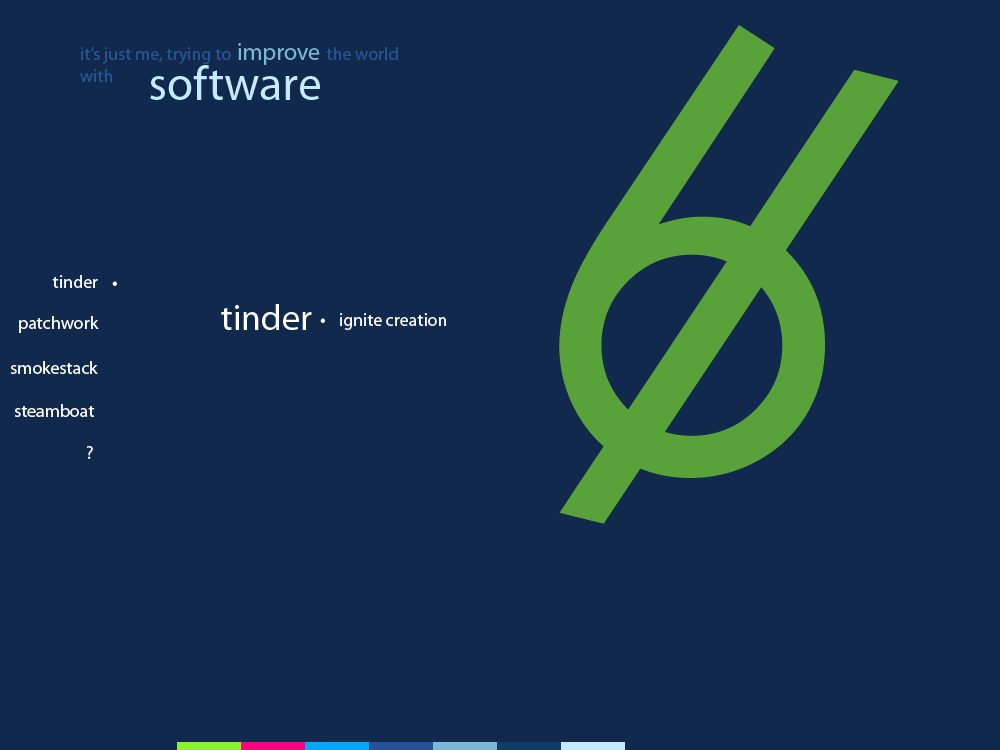 it's just me, trying to improve the world
with software
tinder •
patchwork
smokestack
steamboat
?
tinder • ignite creation